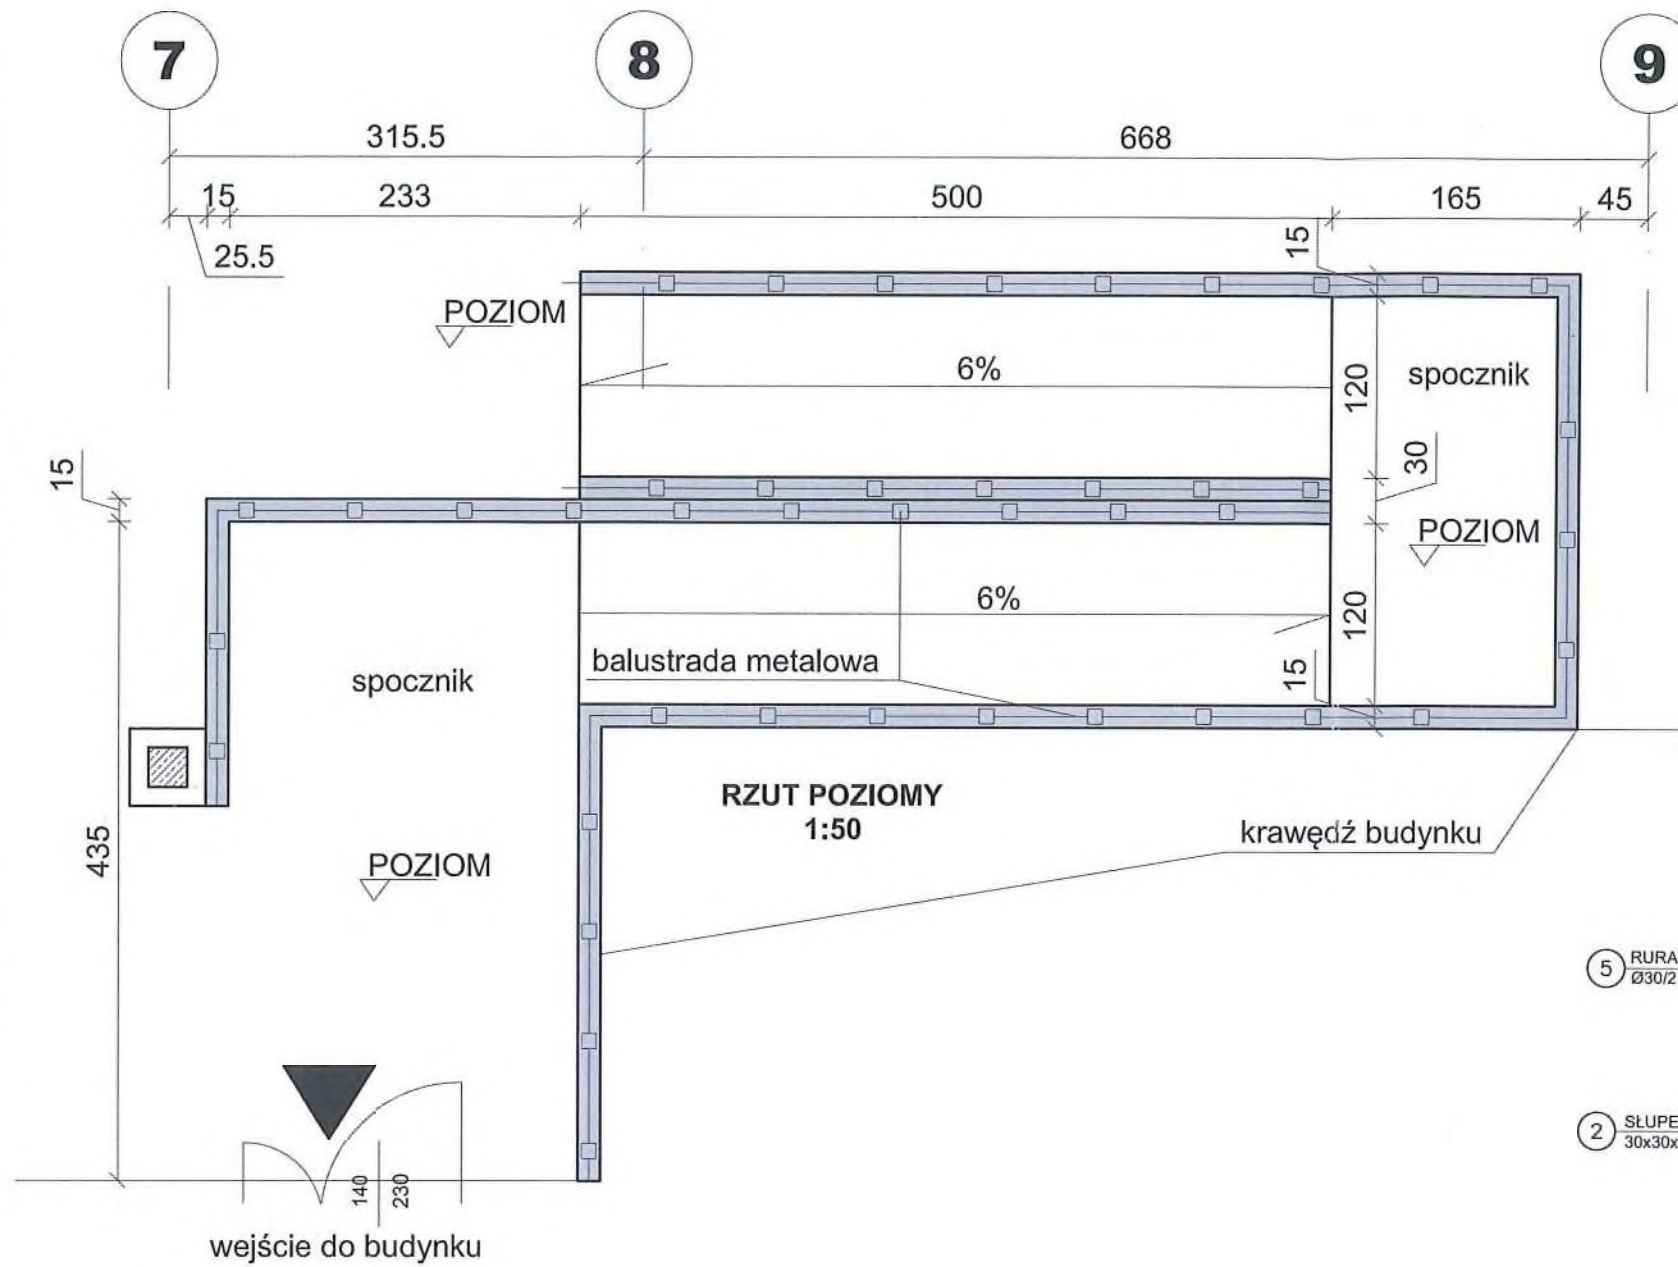 7
8
9
315.5
668
15
233
500
165
45
25.5
15
POZIOM
6%
120
spocznik
15
30
POZIOM
6%
120
balustrada metalowa
15
spocznik
RZUT POZIOMY
1:50
krawędź budynku
435
POZIOM
5
RURA
Ø30/2
2
SŁUPE
30x30x
140
230
wejście do budynku